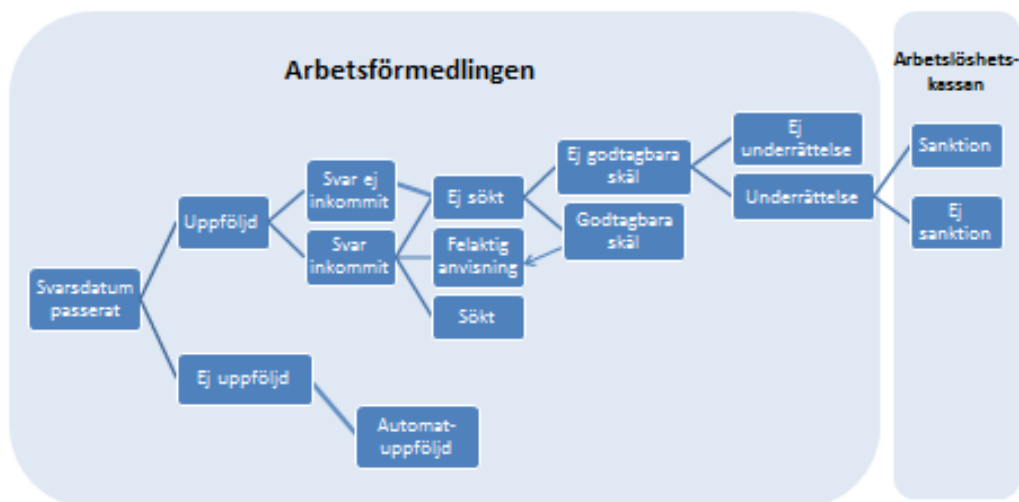 Arbetsförmedlingen
Arbetslöshets-
kassan
Svarsdatum
passerat
Uppföljd
Ej uppföljd
Automat-
uppföljd
Svar ej
inkommit
Svar
inkommit
Ej sökt
Felaktig
anvisning
Sökt
Ej godtagbara
skäl
Godtagbara
skäl
Ej
underrättelse
Underrättelse
Sanktion
Ej
sanktion